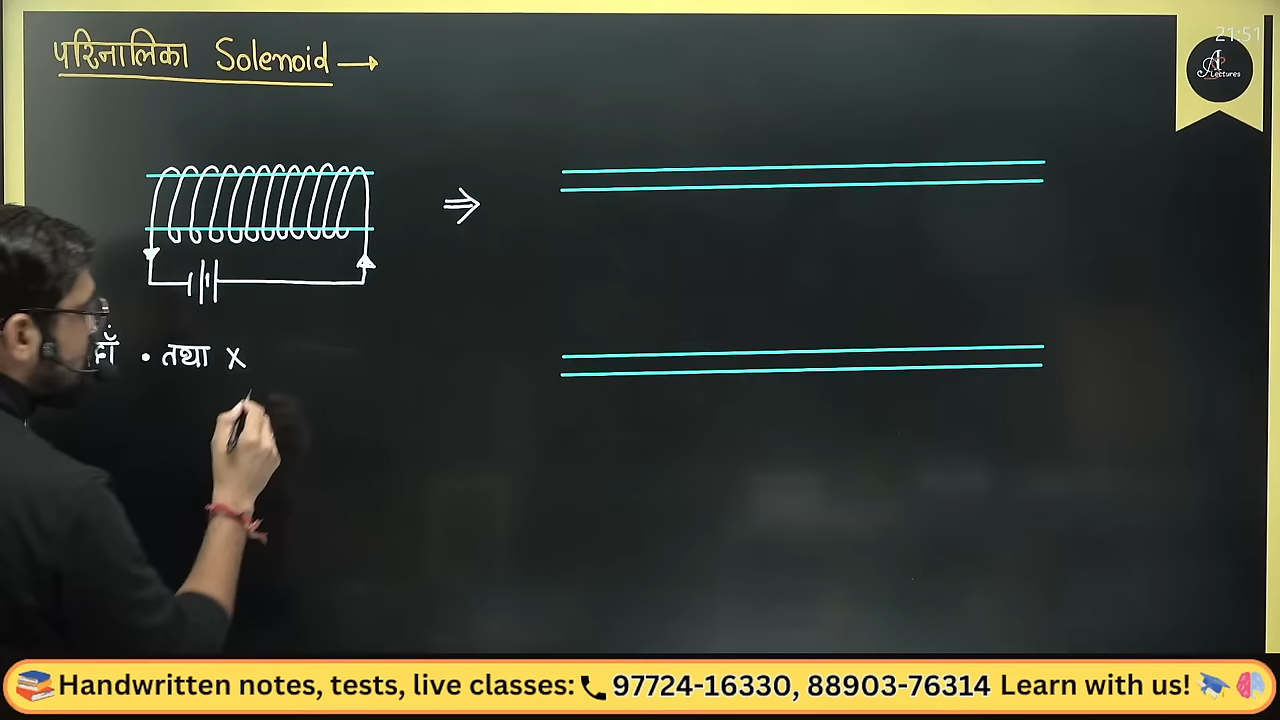 परिनालिका Solenoid →
21:51
A Lectures
⇒
• तथा x
Handwritten notes, tests, live classes: 97724-16330, 88903-76314 Learn with us!